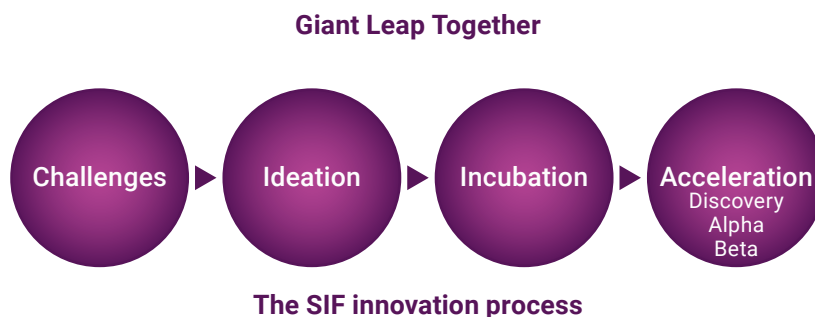 Giant Leap Together
Challenges
Ideation
Incubation
Acceleration
Discovery
Alpha
Beta
The SIF innovation process